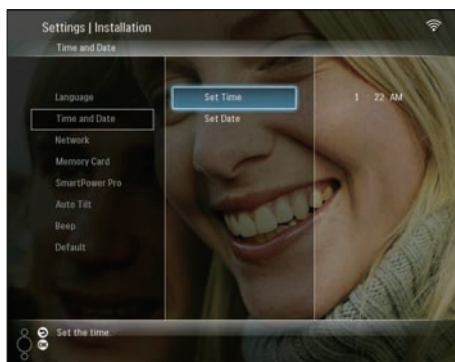 Settings | Installation
Time and Date
Language
Time and Date
Network
Memory Card
SmartPower Pro
Auto Tilt
Beep
Default
Set Time
Set Date
1 : 22 AM
OK
Set the time.